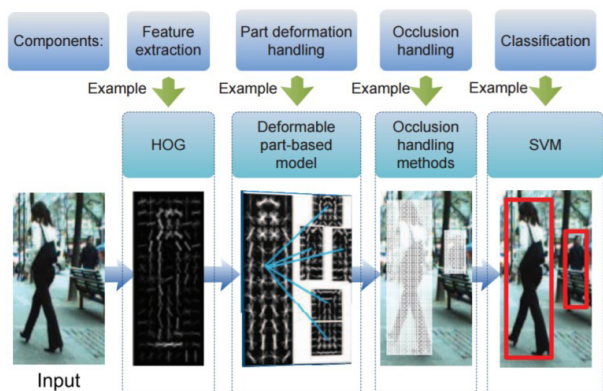 Components:
Feature
extraction
Part deformation
handling
Occlusion
handling
Classification
Example
Example
Example
Example
HOG
Deformable
part-based
model
Occlusion
handling
methods
SVM
Input